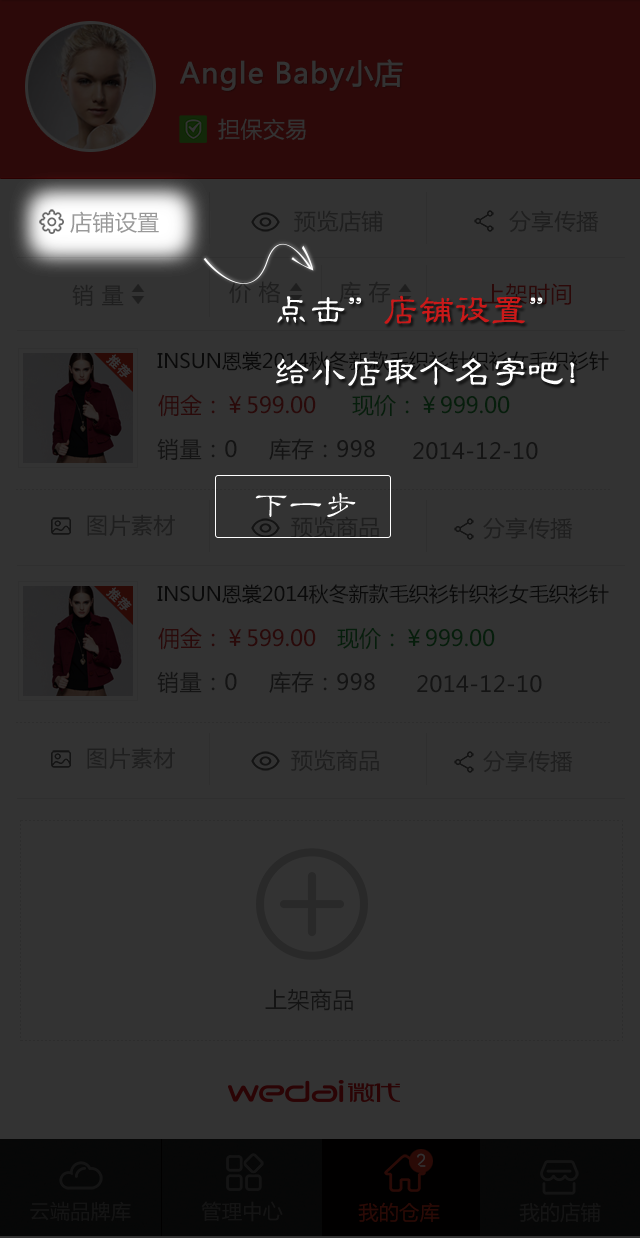 Angle Baby小店
担保交易
店铺设置 预览店铺 分享传播
销 量 价 格 库 存 上架时间
点击”店铺设置”
推荐
INSUN恩裳2014秋冬新款毛织衫针织衫女毛织衫针
给小店取个名字吧!
佣金：￥599.00 现价：￥999.00
销量：0 库存：998 2014-12-10
下一步
图片素材 预览商品 分享传播
推荐
INSUN恩裳2014秋冬新款毛织衫针织衫女毛织衫针
佣金：￥599.00 现价：￥999.00
销量：0 库存：998 2014-12-10
图片素材 预览商品 分享传播
上架商品
wedai微代
2
云端品牌库 管理中心 我的仓库 我的店铺